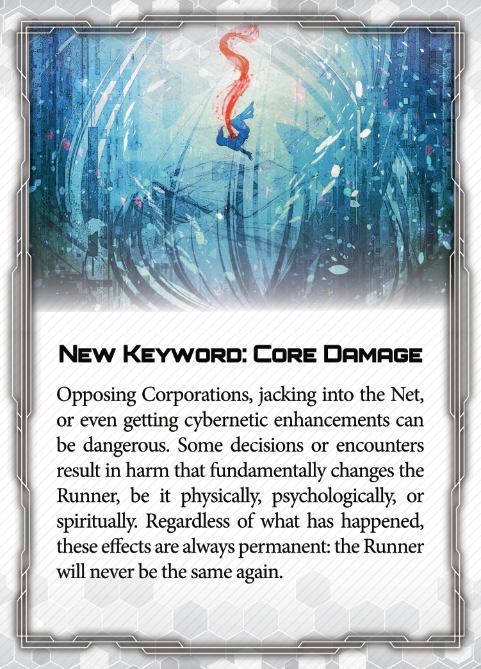 New Keyword: Core Damage
Opposing Corporations, jacking into the Net,
or even getting cybernetic enhancements can
be dangerous. Some decisions or encounters
result in harm that fundamentally changes the
Runner, be it physically, psychologically, or
spiritually. Regardless of what has happened,
these effects are always permanent: the Runner
will never be the same again.